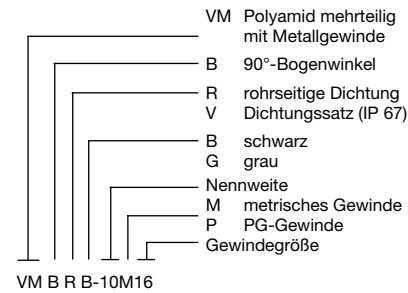 VM Polyamid mehrteilig
mit Metallgewinde
B 90°-Bogenwinkel
R rohrseitige Dichtung
V Dichtungssatz (IP 67)
B schwarz
G grau
Nennweite
M metrisches Gewinde
P PG-Gewinde
Gewindegröße
VM B R B-10M16